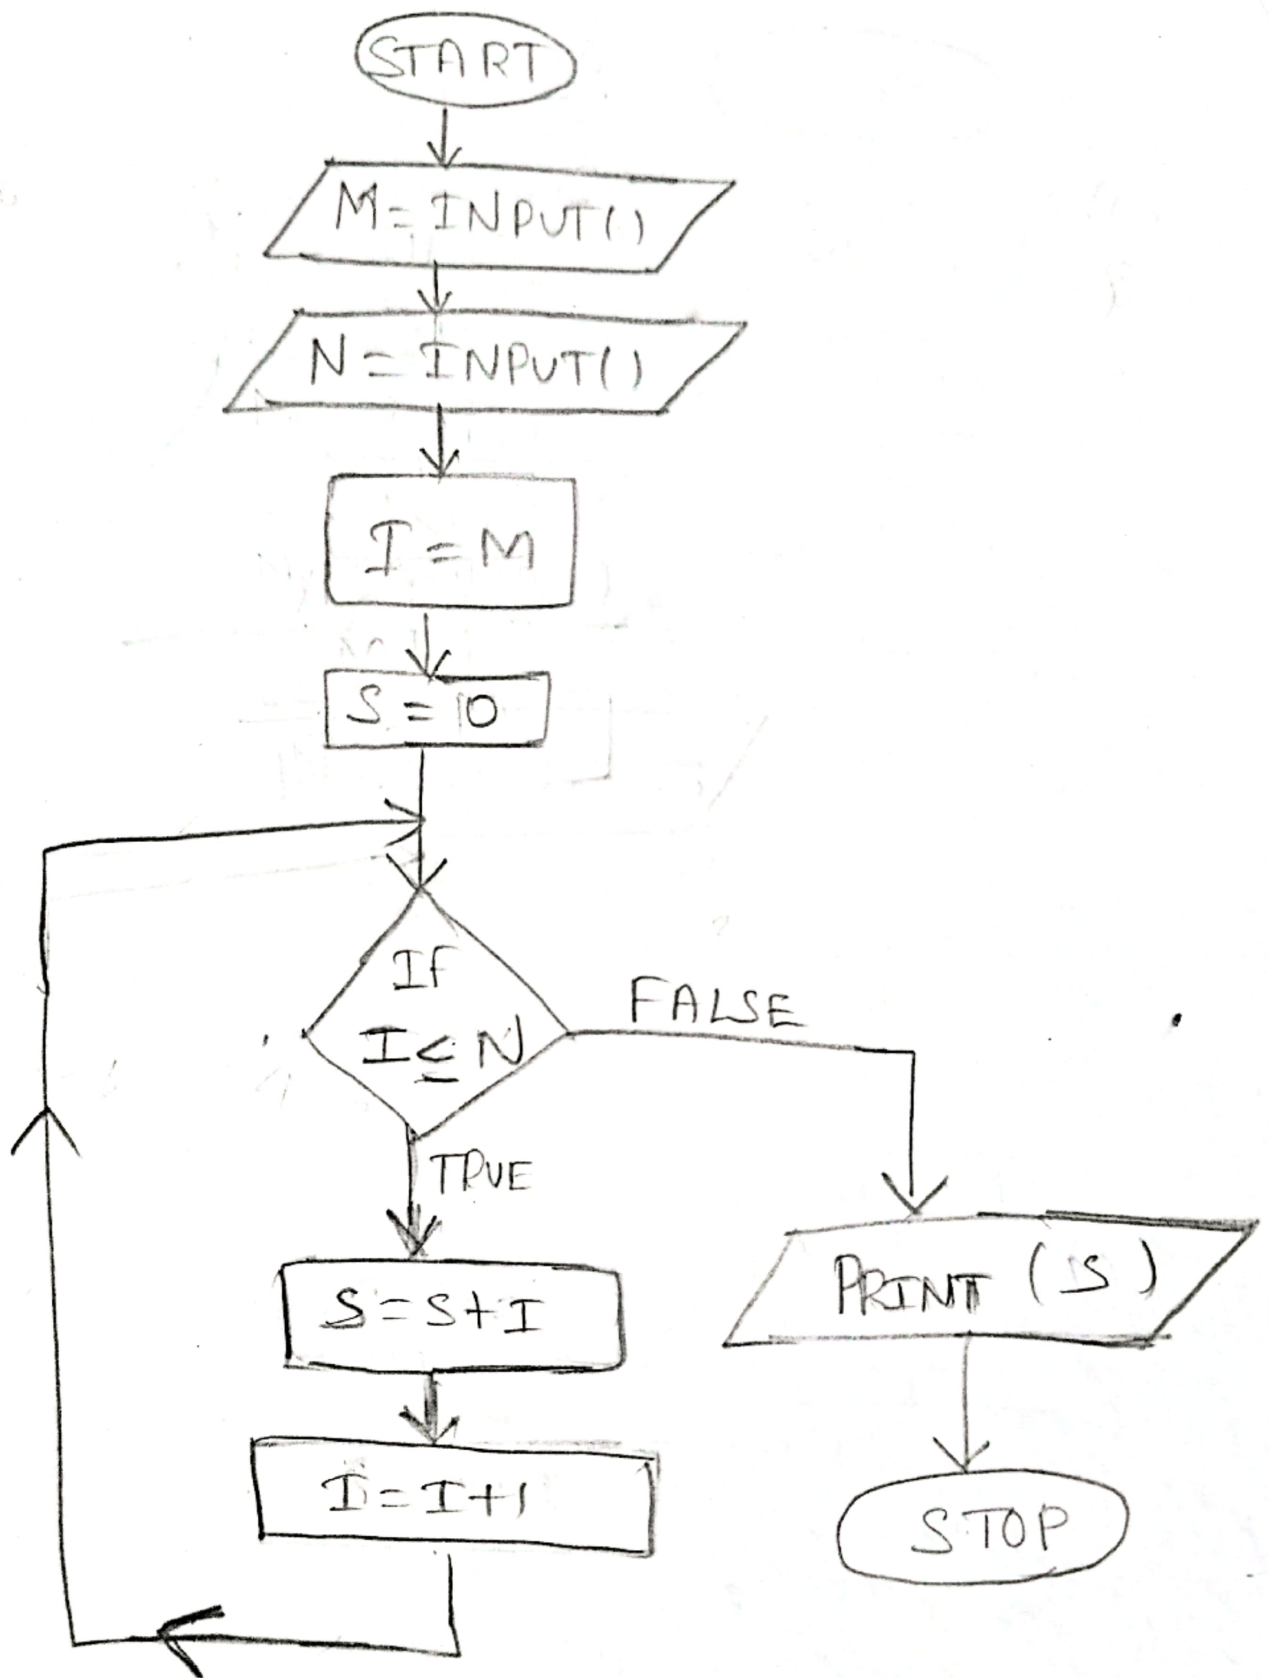 START
M=INPUT()
N=INPUT()
I=M
S=10
If
I≤N
FALSE
TRUE
S=S+I
PRINT (S)
I=I+1
STOP